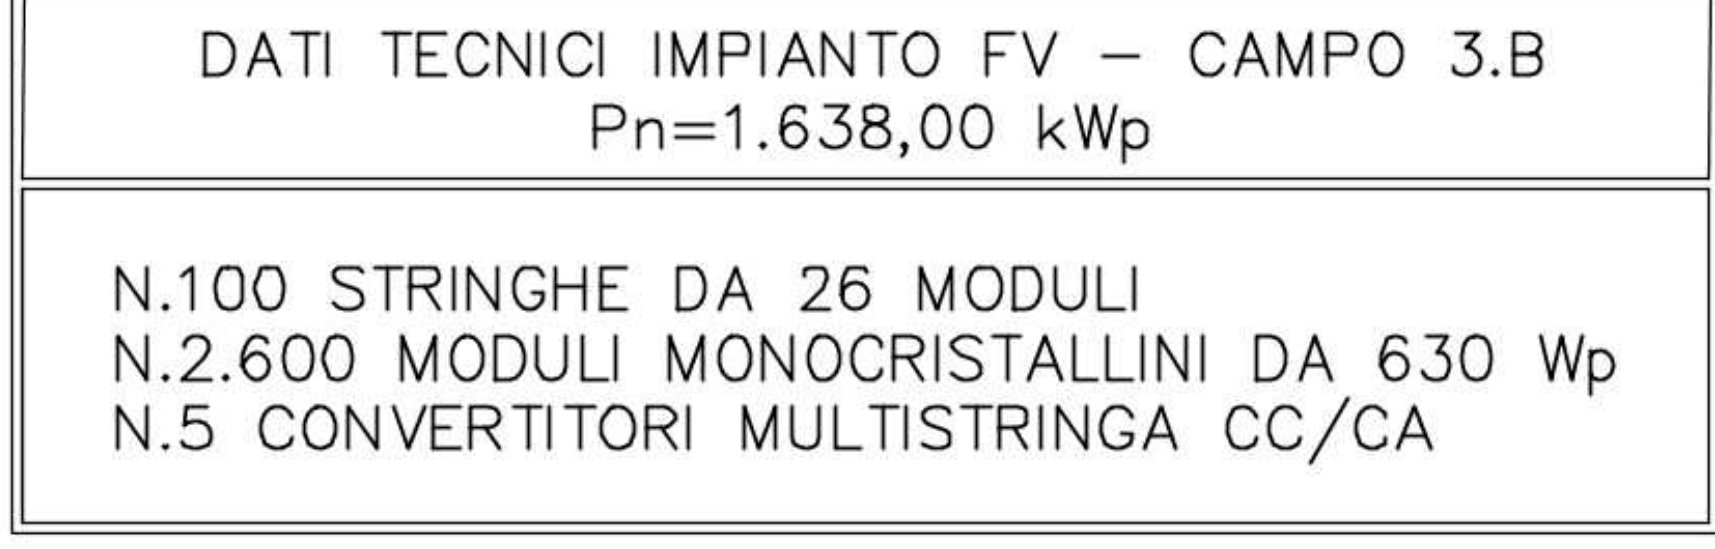 DATI TECNICI IMPIANTO FV – CAMPO 3.B
Pn=1.638,00 kWp
N.100 STRINGHE DA 26 MODULI
N.2.600 MODULI MONOCRISTALLINI DA 630 Wp
N.5 CONVERTITORI MULTISTRINGA CC/CA